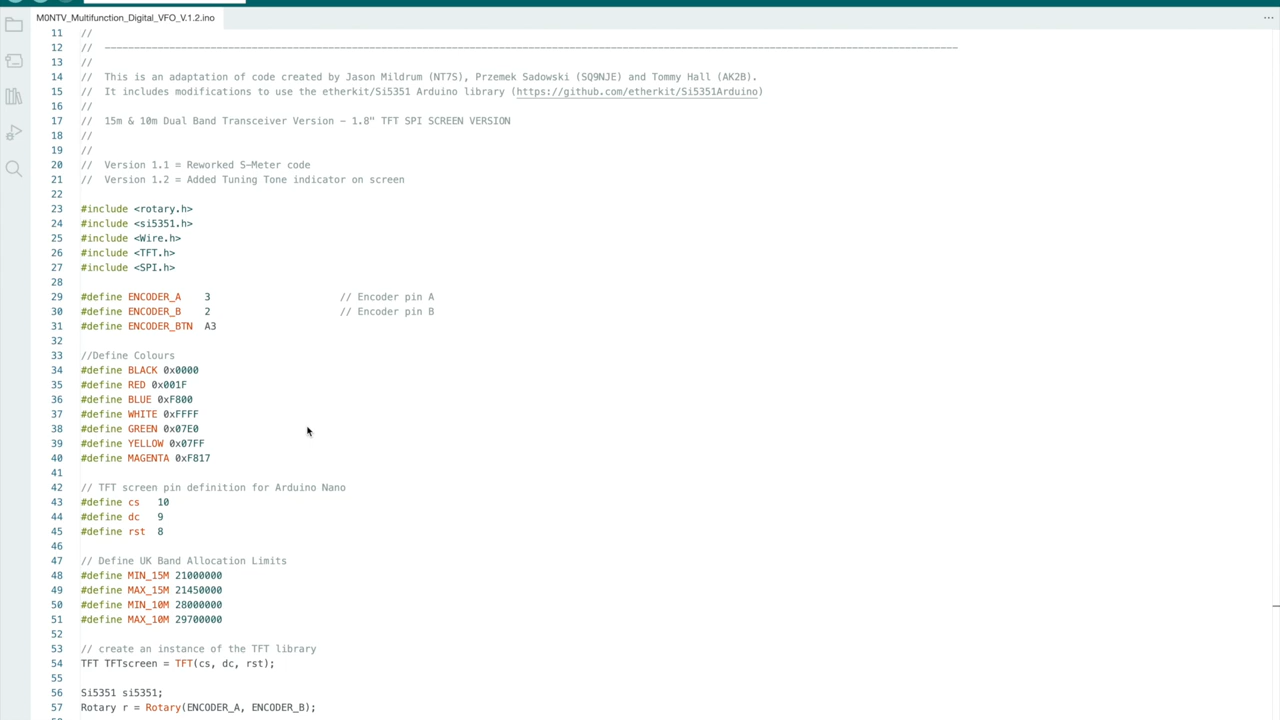 M0NTV_Multifunction_Digital_VFO_V.1.2.ino
...
11 //
12 // -------------------------------------------------------------------------------------------------------------------------------------------------
13 //
14 // This is an adaptation of code created by Jason Mildrum (NT7S), Przemek Sadowski (SQ9NJE) and Tommy Hall (AK2B).
15 // It includes modifications to use the etherkit/Si5351 Arduino library (https://github.com/etherkit/Si5351Arduino)
16 //
17 // 15m & 10m Dual Band Transceiver Version - 1.8" TFT SPI SCREEN VERSION
18 //
19 //
20 // Version 1.1 = Reworked S-Meter code
21 // Version 1.2 = Added Tuning Tone indicator on screen
22
23 #include <rotary.h>
24 #include <si5351.h>
25 #include <Wire.h>
26 #include <TFT.h>
27 #include <SPI.h>
28
29 #define ENCODER_A    3                      // Encoder pin A
30 #define ENCODER_B    2                      // Encoder pin B
31 #define ENCODER_BTN  A3
32
33 //Define Colours
34 #define BLACK 0x0000
35 #define RED 0x001F
36 #define BLUE 0xF800
37 #define WHITE 0xFFFF
38 #define GREEN 0x07E0
39 #define YELLOW 0x07FF
40 #define MAGENTA 0xF817
41
42 // TFT screen pin definition for Arduino Nano
43 #define cs   10
44 #define dc   9
45 #define rst  8
46
47 // Define UK Band Allocation Limits
48 #define MIN_15M 21000000
49 #define MAX_15M 21450000
50 #define MIN_10M 28000000
51 #define MAX_10M 29700000
52
53 // create an instance of the TFT library
54 TFT TFTscreen = TFT(cs, dc, rst);
55
56 Si5351 si5351;
57 Rotary r = Rotary(ENCODER_A, ENCODER_B);